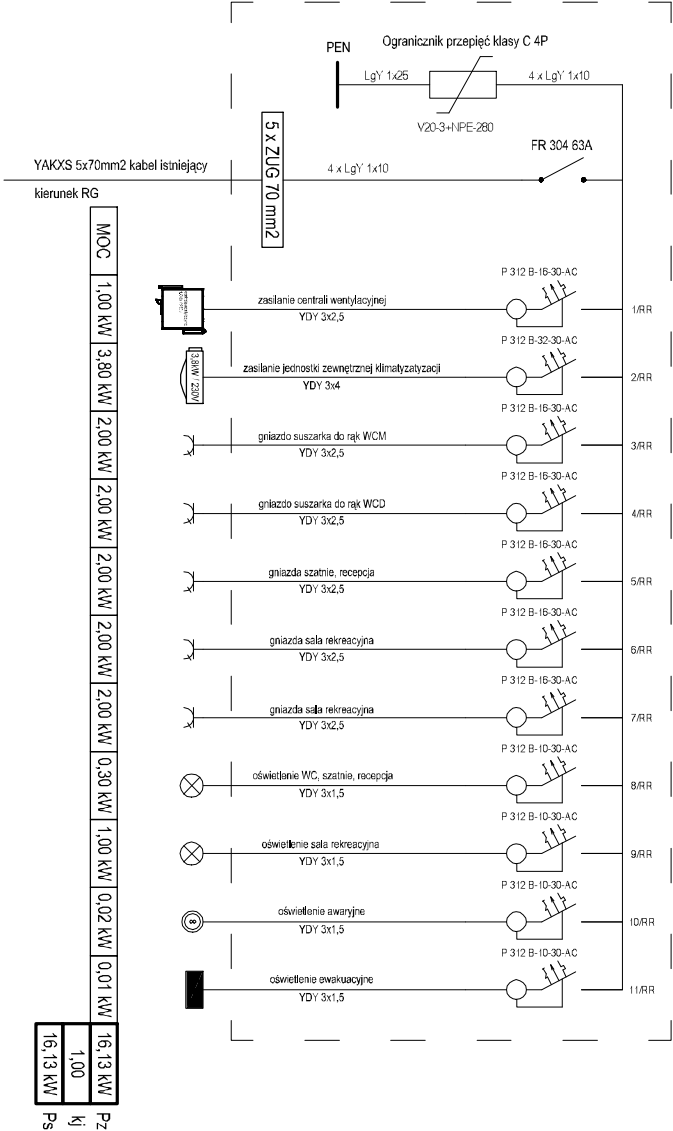 Ogranicznik przepięć klasy C 4P
PEN
LgY 1x25
4 x LgY 1x10
V20-3+NPE-280
FR 304 63A
5 x ZUG 70 mm2
4 x LgY 1x10
YAKXS 5x70mm2 kabel istniejący
kierunek RG
P 312 B-16-30-AC
zasilanie centrali wentylacyjnej
YDY 3x2,5
1/RR
P 312 B-32-30-AC
3,8kW / 230V
zasilanie jednostki zewnętrznej klimatyzatyzacji
YDY 3x4
2/RR
P 312 B-16-30-AC
gniazdo suszarka do rąk WCM
YDY 3x2,5
3/RR
P 312 B-16-30-AC
gniazdo suszarka do rąk WCD
YDY 3x2,5
4/RR
P 312 B-16-30-AC
gniazda szatnie, recepcja
YDY 3x2,5
5/RR
P 312 B-16-30-AC
gniazda sala rekreacyjna
YDY 3x2,5
6/RR
P 312 B-16-30-AC
gniazda sala rekreacyjna
YDY 3x2,5
7/RR
P 312 B-10-30-AC
oświetlenie WC, szatnie, recepcja
YDY 3x1,5
8/RR
P 312 B-10-30-AC
oświetlenie sala rekreacyjna
YDY 3x1,5
9/RR
P 312 B-10-30-AC
oświetlenie awaryjne
YDY 3x1,5
10/RR
P 312 B-10-30-AC
oświetlenie ewakuacyjne
YDY 3x1,5
11/RR
MOC
1,00 kW
3,80 kW
2,00 kW
2,00 kW
2,00 kW
2,00 kW
2,00 kW
0,30 kW
1,00 kW
0,02 kW
0,01 kW
16,13 kW Pz
1,00 kj
16,13 kW Ps